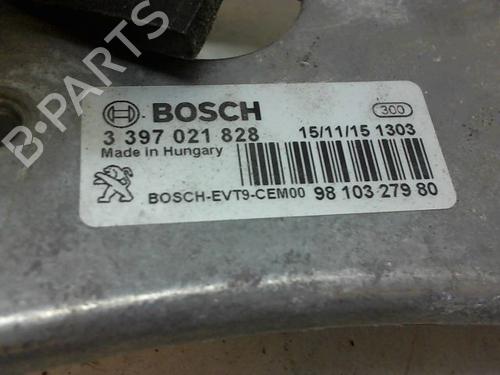 BOSCH
300
3 397 021 828
15/11/15 1303
Made in Hungary
BOSCH-EVT9-CEM00
98 103 279 80
B-PARTS